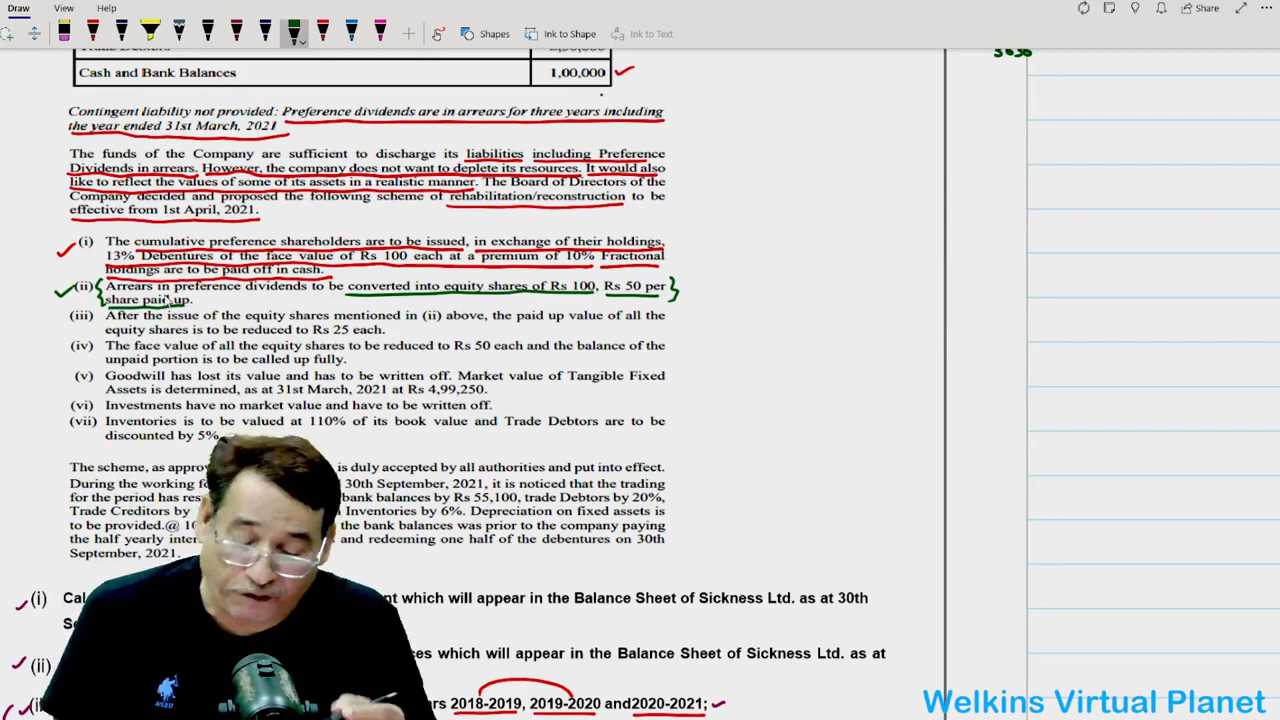 Draw View Help
Shapes Ink to Shape Ink to Text Share
Cash and Bank Balances 1,00,000
Contingent liability not provided: Preference dividends are in arrears for three years including
the year ended 31st March, 2021
The funds of the Company are sufficient to discharge its liabilities including Preference
Dividends in arrears. However, the company does not want to deplete its resources. It would also
like to reflect the values of some of its assets in a realistic manner. The Board of Directors of the
Company decided and proposed the following scheme of rehabilitation/reconstruction to be
effective from 1st April, 2021.
(i) The cumulative preference shareholders are to be issued, in exchange of their holdings,
13% Debentures of the face value of Rs 100 each at a premium of 10% Fractional
holdings are to be paid off in cash.
(ii) Arrears in preference dividends to be converted into equity shares of Rs 100, Rs 50 per
share paid up.
(iii) After the issue of the equity shares mentioned in (ii) above, the paid up value of all the
equity shares is to be reduced to Rs 25 each.
(iv) The face value of all the equity shares to be reduced to Rs 50 each and the balance of the
unpaid portion is to be called up fully.
(v) Goodwill has lost its value and has to be written off. Market value of Tangible Fixed
Assets is determined, as at 31st March, 2021 at Rs 4,99,250.
(vi) Investments have no market value and have to be written off.
(vii) Inventories is to be valued at 110% of its book value and Trade Debtors are to be
discounted by 5%.
The scheme, as is duly accepted by all authorities and put into effect.
During the working 30th September, 2021, it is noticed that the trading
for the period has bank balances by Rs 55,100, trade Debtors by 20%,
Trade Creditors by Inventories by 6%. Depreciation on fixed assets is
to be provided.@ the bank balances was prior to the company paying
the half yearly and redeeming one half of the debentures on 30th
September, 2021.
(i) which will appear in the Balance Sheet of Sickness Ltd. as at 30th
(ii) which will appear in the Balance Sheet of Sickness Ltd. as at
2018-2019, 2019-2020 and2020-2021;
Welkins Virtual Planet